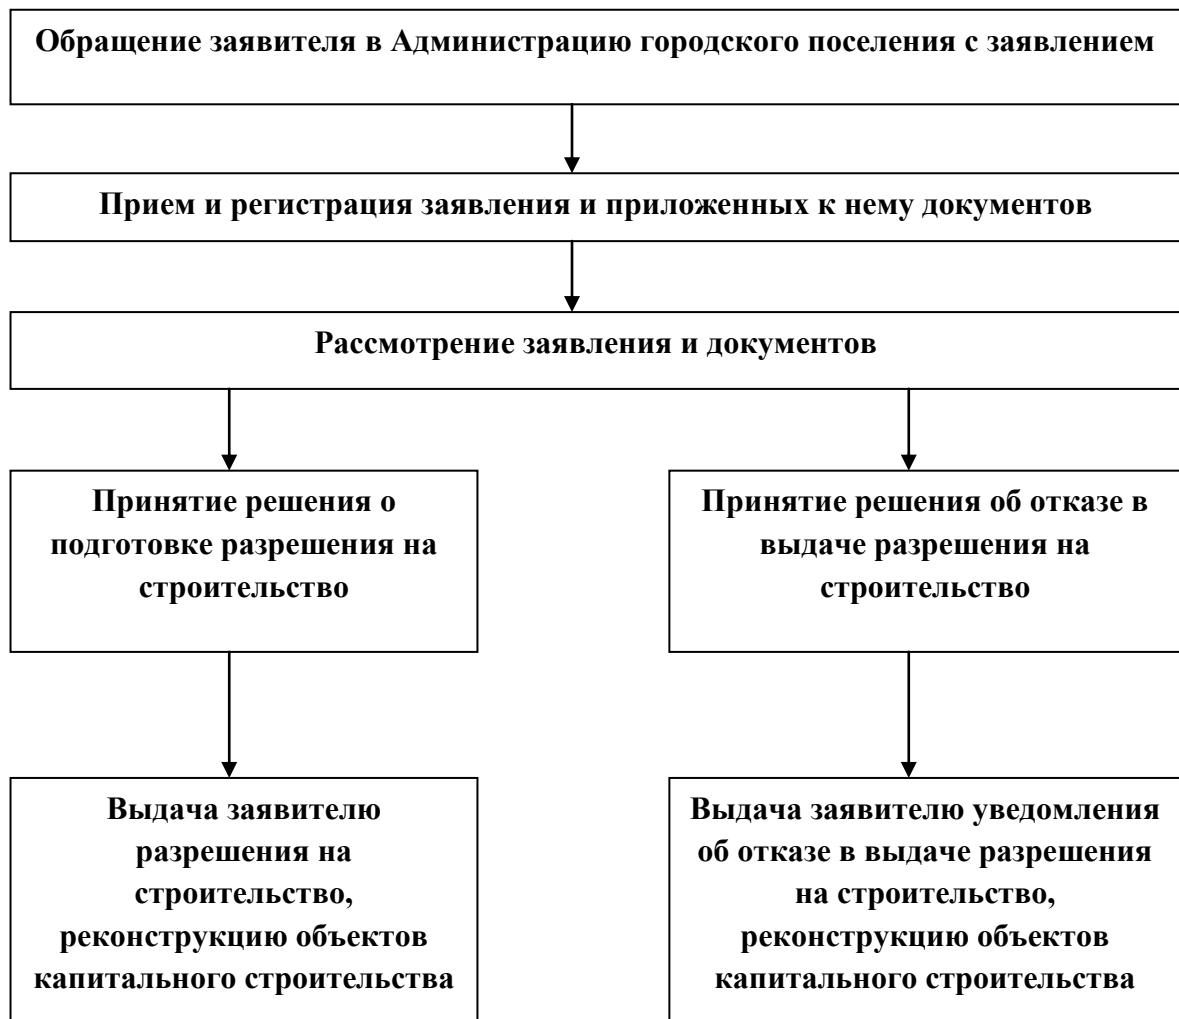 Обращение заявителя в Администрацию городского поселения с заявлением
Прием и регистрация заявления и приложенных к нему документов
Рассмотрение заявления и документов
Принятие решения о
подготовке разрешения на
строительство
Принятие решения об отказе в
выдаче разрешения на
строительство
Выдача заявителю
разрешения на
строительство,
реконструкцию объектов
капитального строительства
Выдача заявителю уведомления
об отказе в выдаче разрешения
на строительство,
реконструкцию объектов
капитального строительства